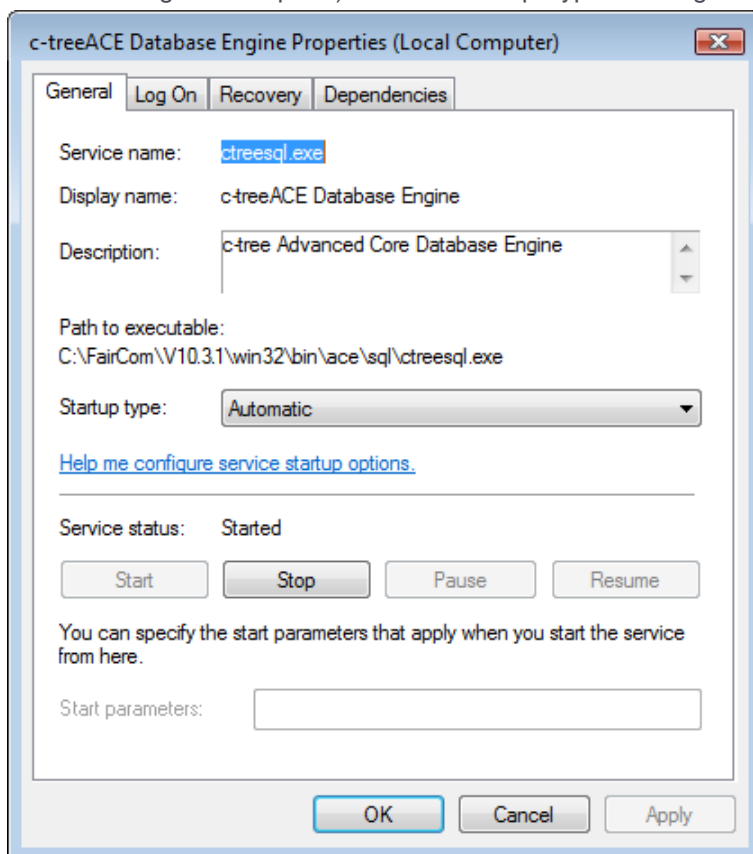 c-treeACE Database Engine Properties (Local Computer)
General Log On Recovery Dependencies
Service name: ctreesql.exe
Display name: c-treeACE Database Engine
Description: c-tree Advanced Core Database Engine
Path to executable:
C:\FairCom\V10.3.1\win32\bin\ace\sql\ctreesql.exe
Startup type: Automatic
Help me configure service startup options.
Service status: Started
Start Stop Pause Resume
You can specify the start parameters that apply when you start the service
from here.
Start parameters:
OK Cancel Apply